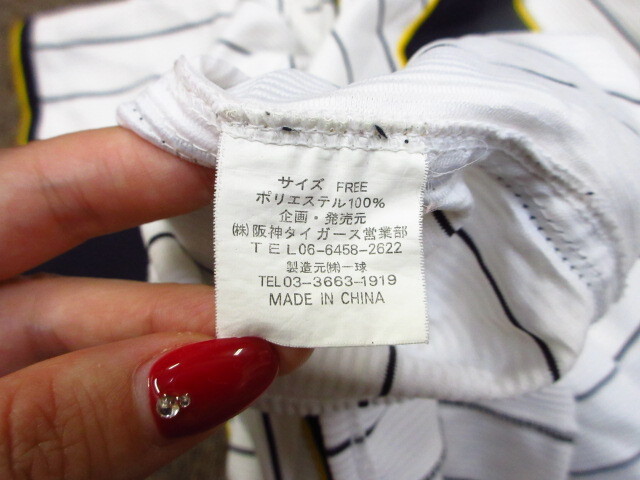 サイズ FREE
ポリエステル100%
企画・発売元
(株)阪神タイガース営業部
TEL06-6458-2622
製造元㈱一球
TEL03-3663-1919
MADE IN CHINA